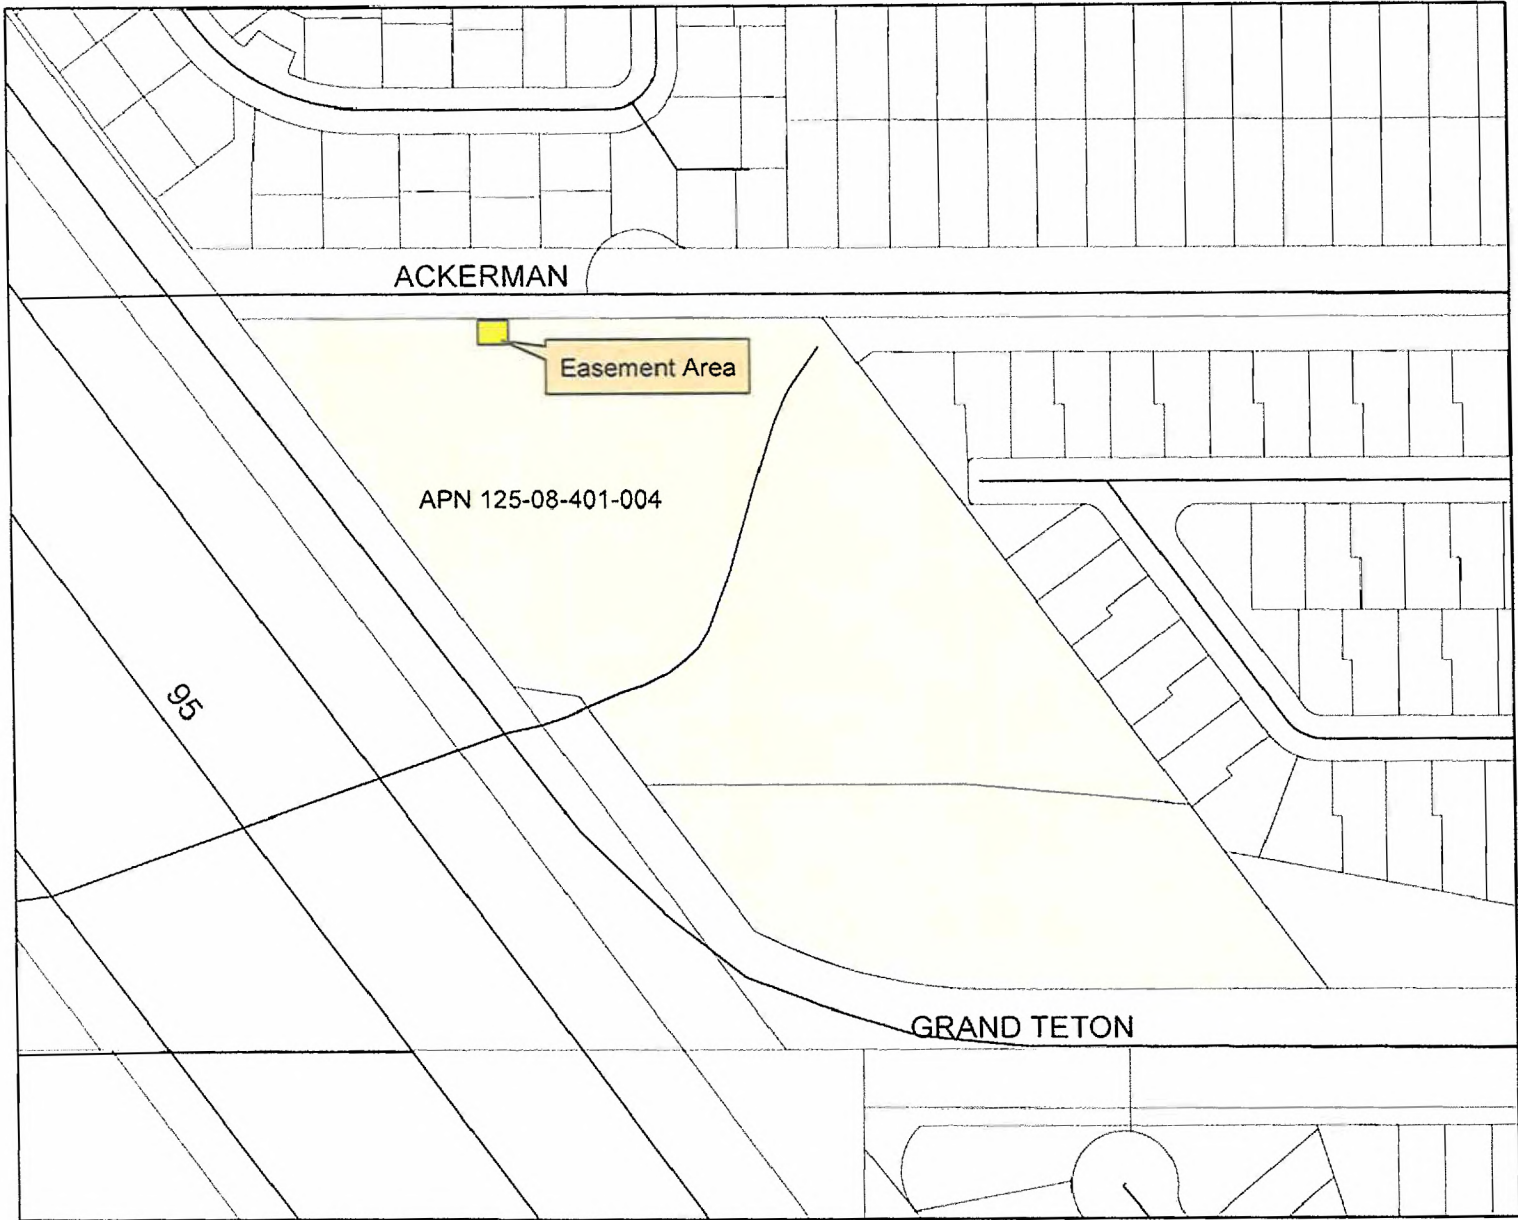 ACKERMAN
Easement Area
APN 125-08-401-004
95
GRAND TETON